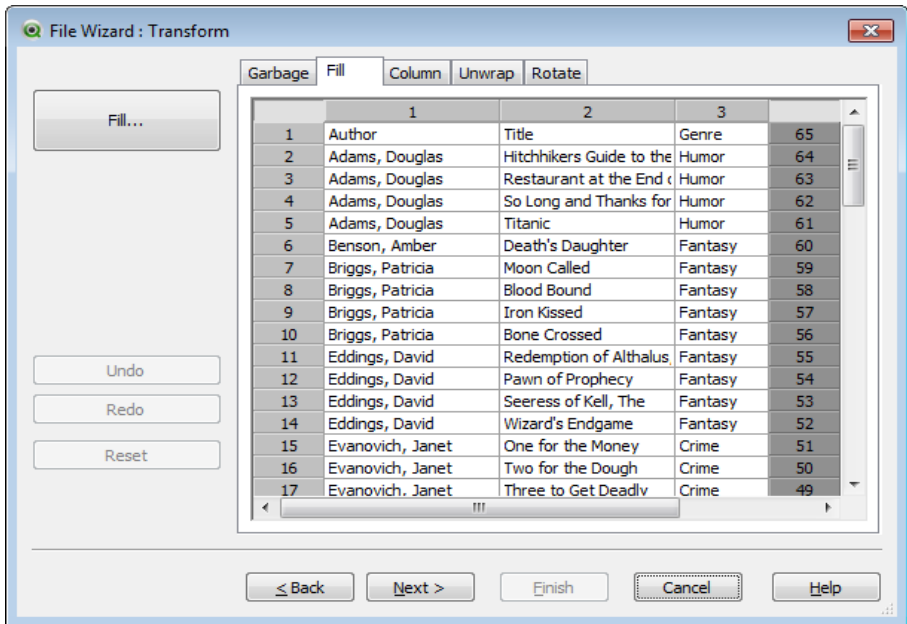 File Wizard : Transform
Garbage Fill Column Unwrap Rotate
Fill...
1 2 3
1 Author Title Genre 65
2 Adams, Douglas Hitchhikers Guide to the Humor 64
3 Adams, Douglas Restaurant at the End Humor 63
4 Adams, Douglas So Long and Thanks for Humor 62
5 Adams, Douglas Titanic Humor 61
6 Benson, Amber Death's Daughter Fantasy 60
7 Briggs, Patricia Moon Called Fantasy 59
8 Briggs, Patricia Blood Bound Fantasy 58
9 Briggs, Patricia Iron Kissed Fantasy 57
10 Briggs, Patricia Bone Crossed Fantasy 56
11 Eddings, David Redemption of Althalus, Fantasy 55
12 Eddings, David Pawn of Prophecy Fantasy 54
13 Eddings, David Seeress of Kell, The Fantasy 53
14 Eddings, David Wizard's Endgame Fantasy 52
15 Evanovich, Janet One for the Money Crime 51
16 Evanovich, Janet Two for the Dough Crime 50
17 Evanovich, Janet Three to Get Deadly Crime 49
Undo
Redo
Reset
< Back Next > Finish Cancel Help